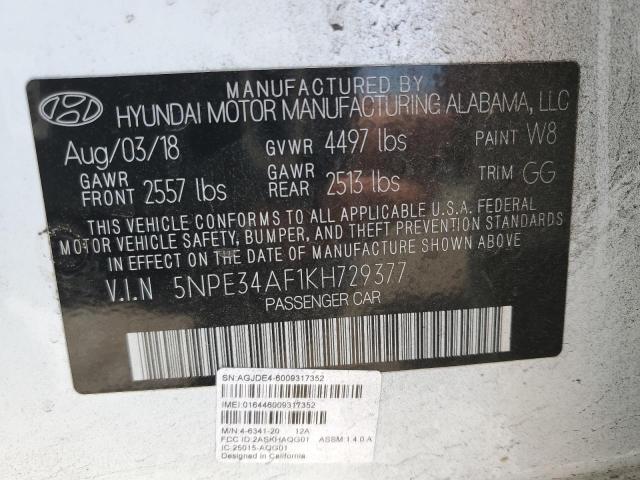 MANUFACTURED BY
HYUNDAI MOTOR MANUFACTURING ALABAMA, LLC
Aug/03/18 GVWR 4497 lbs PAINT W8
GAWR FRONT 2557 lbs GAWR REAR 2513 lbs TRIM GG
THIS VEHICLE CONFORMS TO ALL APPLICABLE U.S.A. FEDERAL
MOTOR VEHICLE SAFETY, BUMPER, AND THEFT PREVENTION STANDARDS
IN EFFECT ON THE DATE OF MANUFACTURE SHOWN ABOVE.
V.I.N 5NPE34AF1KH729377
PASSENGER CAR
SN:AGJDE4-6009317352
IMEI:016446009317352
M/N:4-6341-20 12A
FCC ID:2ASKHAQG01 ASSM:1.4.0.A
IC:25015-AQG01
Designed in California